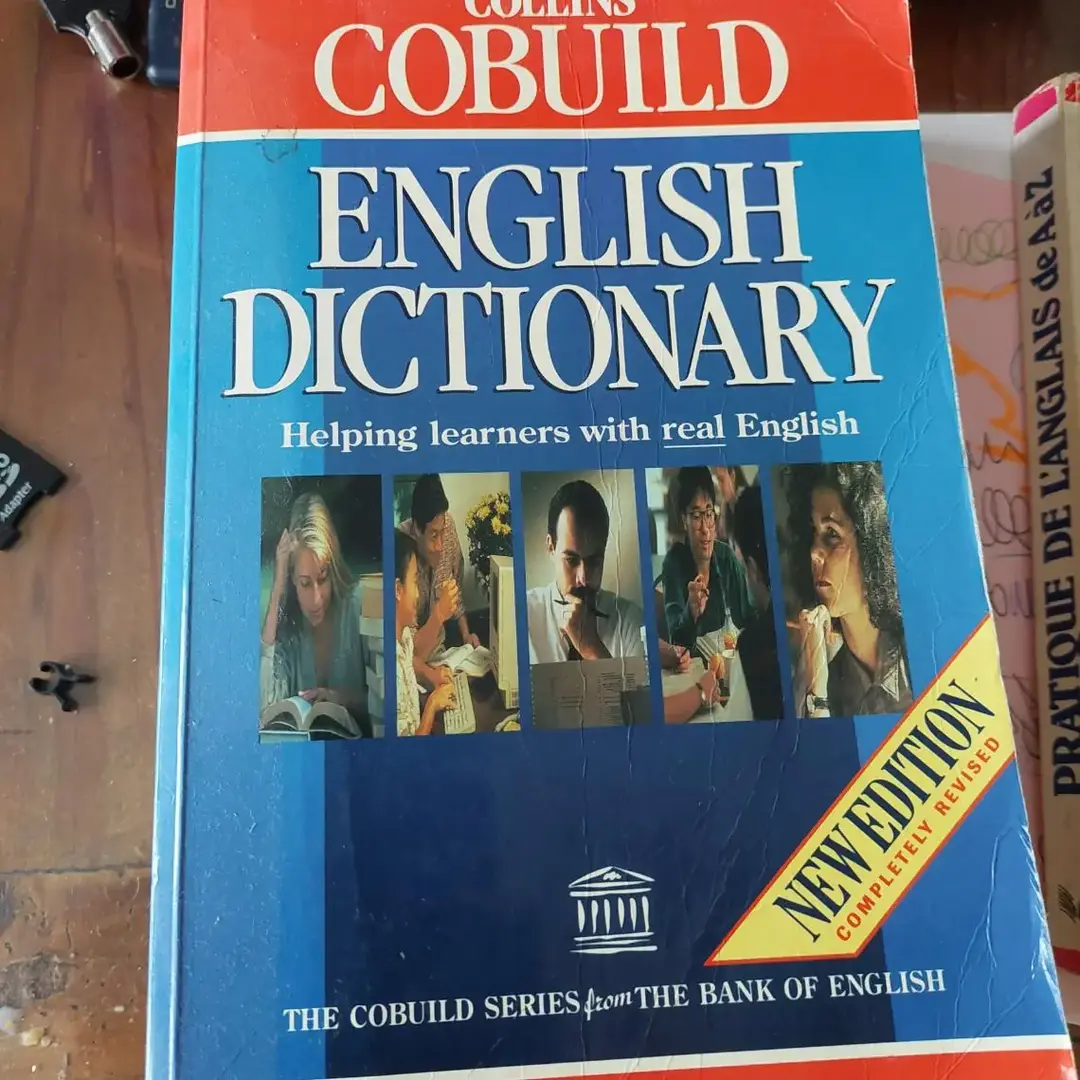 COLLINS
COBUILD
ENGLISH
DICTIONARY
Helping learners with real English
NEW EDITION
COMPLETELY REVISED
THE COBUILD SERIES from THE BANK OF ENGLISH
PRATIQUE DE L'ANGLAIS de A à Z
Adapter